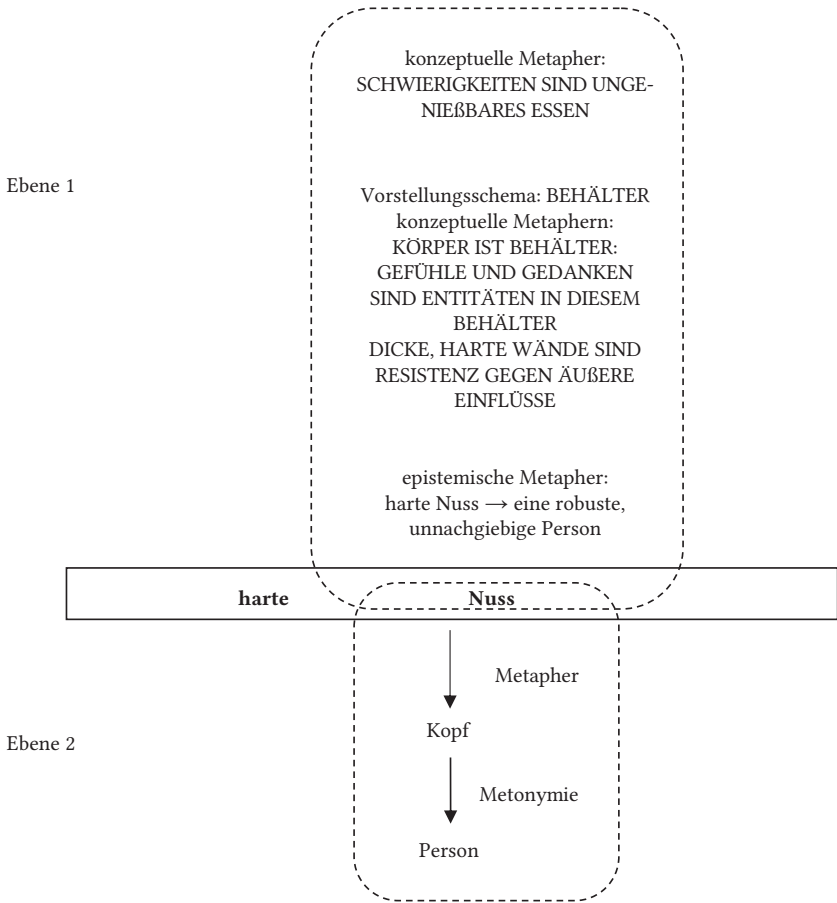 konzeptuelle Metapher:
SCHWIERIGKEITEN SIND UNGE-
NIEßBARES ESSEN
Ebene 1
Vorstellungsschema: BEHÄLTER
konzeptuelle Metaphern:
KÖRPER IST BEHÄLTER:
GEFÜHLE UND GEDANKEN
SIND ENTITÄTEN IN DIESEM
BEHÄLTER
DICKE, HARTE WÄNDE SIND
RESISTENZ GEGEN ÄUßERE
EINFLÜSSE
epistemische Metapher:
harte Nuss → eine robuste,
unnachgiebige Person
harte Nuss
Metapher
Kopf
Ebene 2
Metonymie
Person